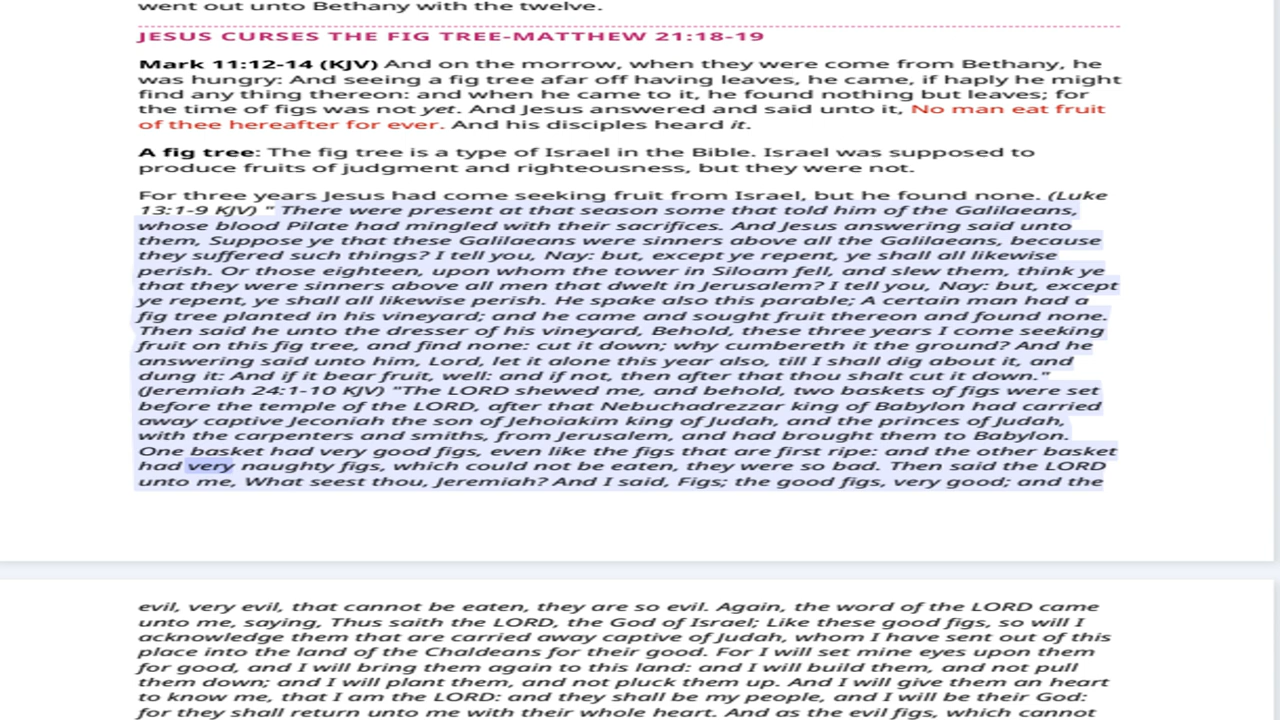 went out unto Bethany with the twelve.
JESUS CURSES THE FIG TREE-MATTHEW 21:18-19
Mark 11:12-14 (KJV) And on the morrow, when they were come from Bethany, he
was hungry: And seeing a fig tree afar off having leaves, he came, if haply he might
find any thing thereon: and when he came to it, he found nothing but leaves; for
the time of figs was not yet. And Jesus answered and said unto it, No man eat fruit
of thee hereafter for ever. And his disciples heard it.
A fig tree: The fig tree is a type of Israel in the Bible. Israel was supposed to
produce fruits of judgment and righteousness, but they were not.
For three years Jesus had come seeking fruit from Israel, but he found none. (Luke
13:1-9 KJV) " There were present at that season some that told him of the Galilaeans,
whose blood Pilate had mingled with their sacrifices. And Jesus answering said unto
them, Suppose ye that these Galilaeans were sinners above all the Galilaeans, because
they suffered such things? I tell you, Nay: but, except ye repent, ye shall all likewise
perish. Or those eighteen, upon whom the tower in Siloam fell, and slew them, think ye
that they were sinners above all men that dwelt in Jerusalem? I tell you, Nay: but, except
ye repent, ye shall all likewise perish. He spake also this parable; A certain man had a
fig tree planted in his vineyard; and he came and sought fruit thereon and found none.
Then said he unto the dresser of his vineyard, Behold, these three years I come seeking
fruit on this fig tree, and find none: cut it down; why cumbereth it the ground? And he
answering said unto him, Lord, let it alone this year also, till I shall dig about it, and
dung it: And if it bear fruit, well: and if not, then after that thou shalt cut it down."
(Jeremiah 24:1-10 KJV) "The LORD shewed me, and behold, two baskets of figs were set
before the temple of the LORD, after that Nebuchadrezzar king of Babylon had carried
away captive Jeconiah the son of Jehoiakim king of Judah, and the princes of Judah,
with the carpenters and smiths, from Jerusalem, and had brought them to Babylon.
One basket had very good figs, even like the figs that are first ripe: and the other basket
had very naughty figs, which could not be eaten, they were so bad. Then said the LORD
unto me, What seest thou, Jeremiah? And I said, Figs; the good figs, very good; and the
evil, very evil, that cannot be eaten, they are so evil. Again, the word of the LORD came
unto me, saying, Thus saith the LORD, the God of Israel; Like these good figs, so will I
acknowledge them that are carried away captive of Judah, whom I have sent out of this
place into the land of the Chaldeans for their good. For I will set mine eyes upon them
for good, and I will bring them again to this land: and I will build them, and not pull
them down; and I will plant them, and not pluck them up. And I will give them an heart
to know me, that I am the LORD: and they shall be my people, and I will be their God:
for they shall return unto me with their whole heart. And as the evil figs, which cannot